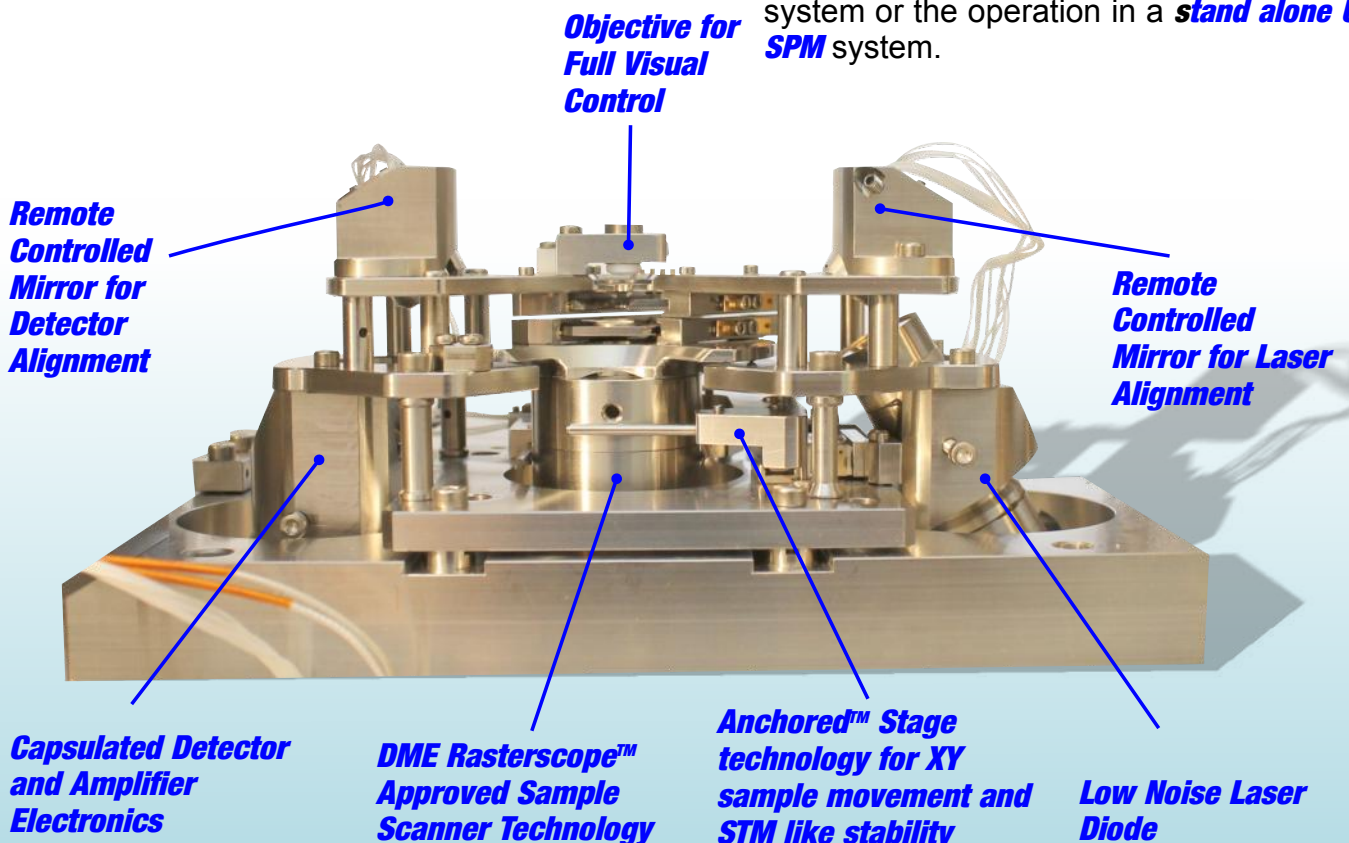 system or the operation in a stand alone
SPM system.
Objective for
Full Visual
Control
Remote
Controlled
Mirror for
Detector
Alignment
Remote
Controlled
Mirror for Laser
Alignment
Capsulated Detector
and Amplifier
Electronics
DME Rasterscope™
Approved Sample
Scanner Technology
Anchored™ Stage
technology for XY
sample movement and
STM like stability
Low Noise Laser
Diode